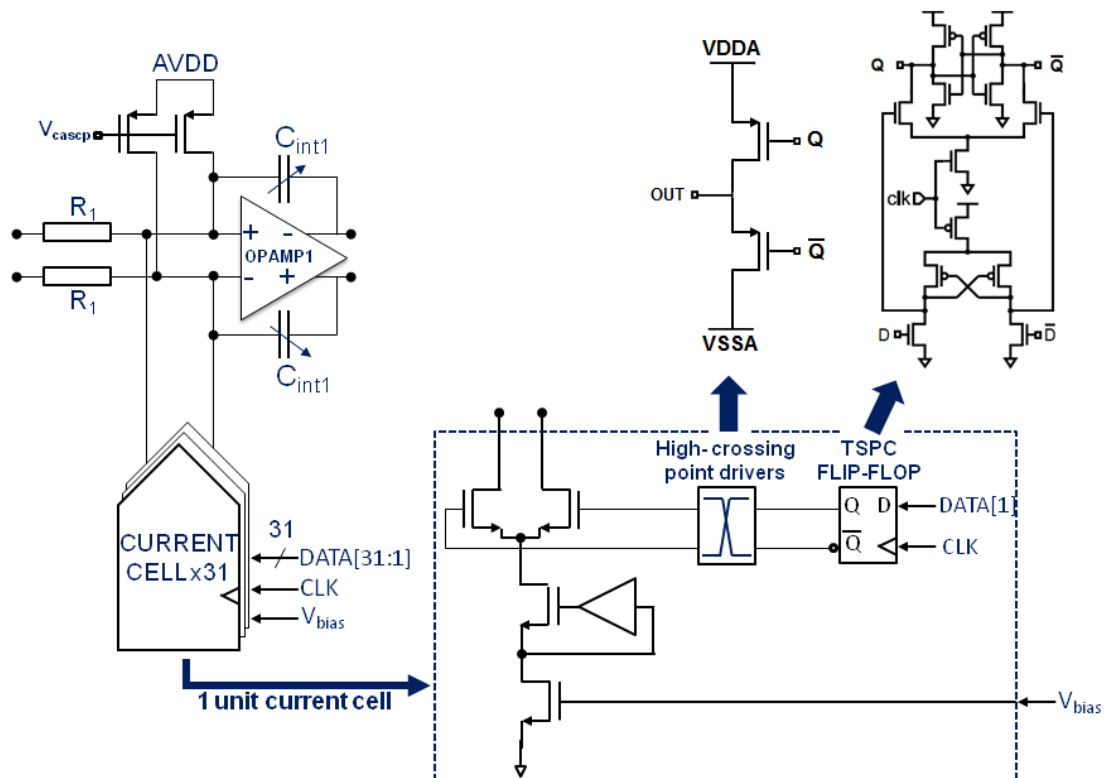 AVDD
Vcascp
Cint1
R1
+ -
OPAMP1
- +
R1
Cint1
CURRENT
CELLx31
31
DATA[31:1]
CLK
Vbias
1 unit current cell
VDDA
Q
OUT
Q̅
VSSA
Q
Q̅
clk
D
D̅
High-crossing
point drivers
TSPC
FLIP-FLOP
Q D
DATA[1]
Q̅
CLK
Vbias